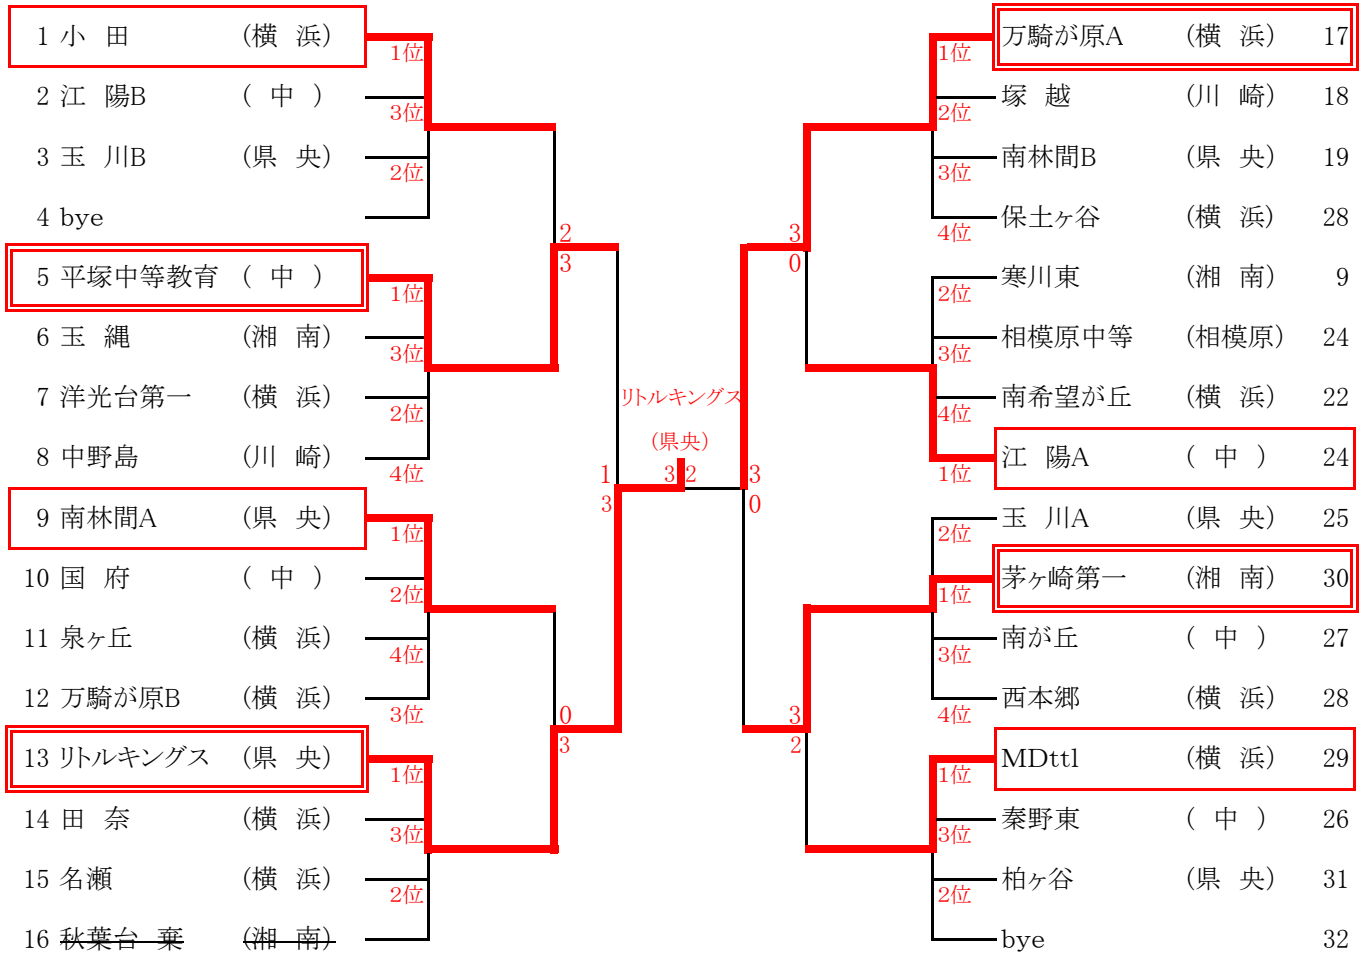 1 小 田 (横 浜)
1位
2 江 陽B ( 中 )
3位
3 玉 川B (県 央)
2位
4 bye
5 平塚中等教育 ( 中 )
1位
6 玉 縄 (湘 南)
3位
7 洋光台第一 (横 浜)
2位
8 中野島 (川 崎)
4位
9 南林間A (県 央)
1位
10 国 府 ( 中 )
2位
11 泉ヶ丘 (横 浜)
4位
12 万騎が原B (横 浜)
3位
13 リトルキングス (県 央)
1位
14 田 奈 (横 浜)
3位
15 名瀬 (横 浜)
2位
16 秋葉台 棄 (湘 南)
2
3
0
3
1
3
リトルキングス
(県央)
3 2
3
0
3
0
3
2
万騎が原A (横 浜) 17
1位
塚 越 (川 崎) 18
2位
南林間B (県 央) 19
3位
保土ヶ谷 (横 浜) 28
4位
寒川東 (湘 南) 9
2位
相模原中等 (相模原) 24
3位
南希望が丘 (横 浜) 22
4位
江 陽A ( 中 ) 24
1位
玉 川A (県 央) 25
2位
茅ヶ崎第一 (湘 南) 30
1位
南が丘 ( 中 ) 27
3位
西本郷 (横 浜) 28
4位
MDttl (横 浜) 29
1位
秦野東 ( 中 ) 26
3位
柏ヶ谷 (県 央) 31
2位
bye 32